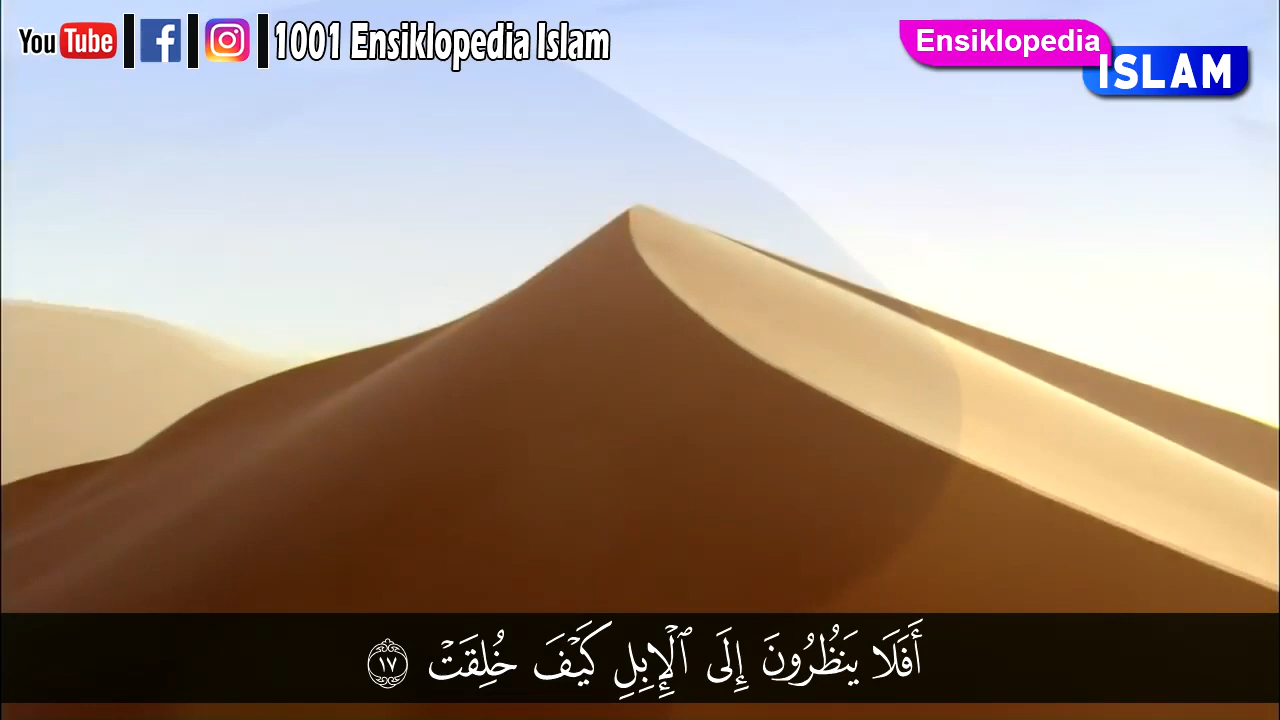 You Tube | f | 1001 Ensiklopedia Islam
Ensiklopedia
ISLAM
أَفَلَا يَنظُرُونَ إِلَى ٱلْإِبِلِ كَيْفَ خُلِقَتْ ١٧